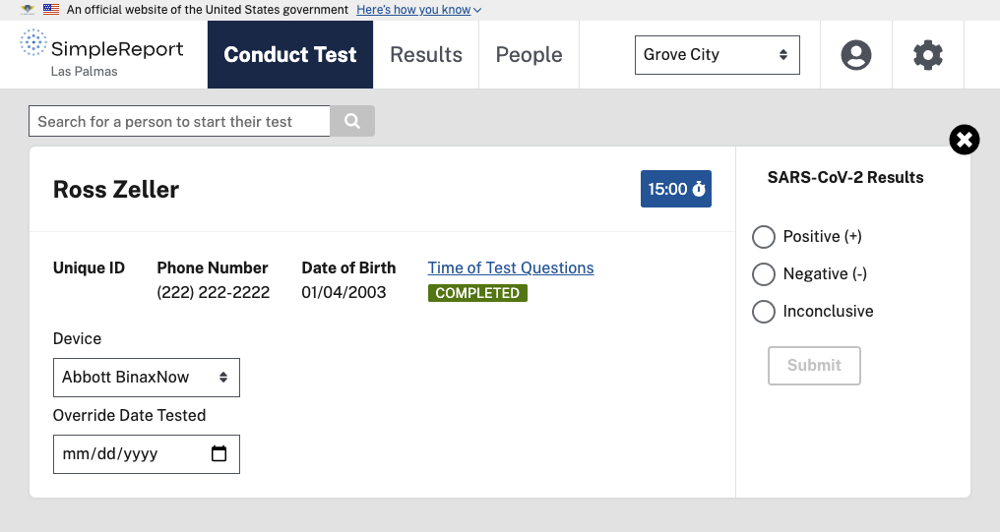 An official website of the United States government Here's how you know
SimpleReport
Las Palmas
Conduct Test
Results
People
Grove City
Search for a person to start their test
Ross Zeller
15:00
SARS-CoV-2 Results
Unique ID
Phone Number
(222) 222-2222
Date of Birth
01/04/2003
Time of Test Questions
COMPLETED
Device
Abbott BinaxNow
Override Date Tested
mm/dd/yyyy
Positive (+)
Negative (-)
Inconclusive
Submit